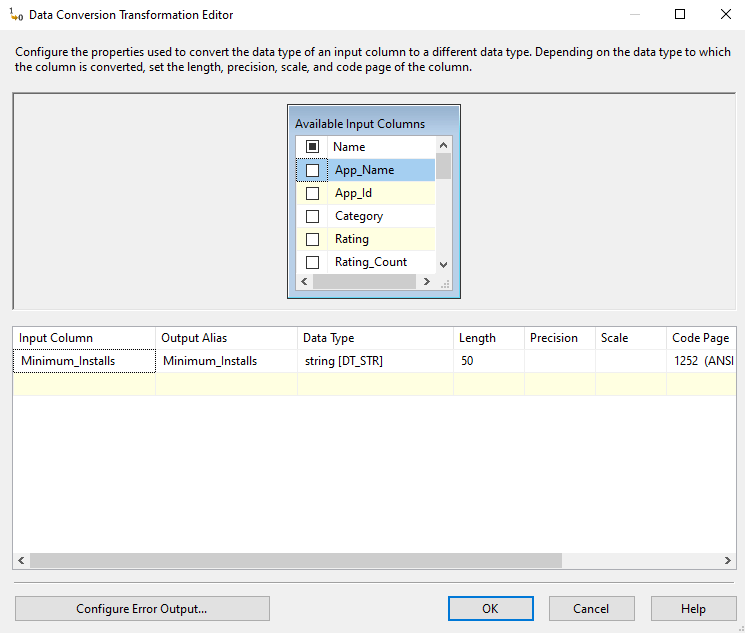 Data Conversion Transformation Editor
Configure the properties used to convert the data type of an input column to a different data type. Depending on the data type to which
the column is converted, set the length, precision, scale, and code page of the column.
Available Input Columns
Name
App_Name
App_Id
Category
Rating
Rating_Count
Input Column Output Alias Data Type Length Precision Scale Code Page
Minimum_Installs Minimum_Installs string [DT_STR] 50 1252 (ANSI
Configure Error Output... OK Cancel Help